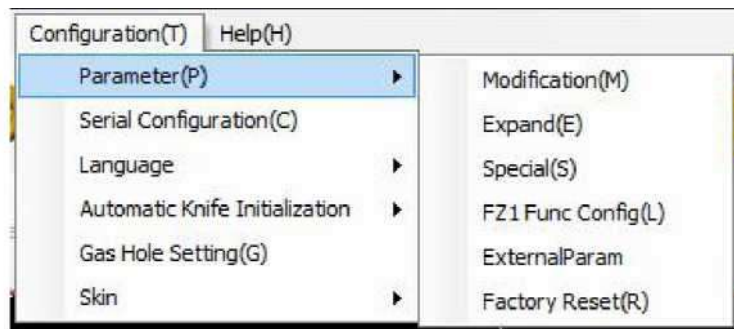 Configuration(T) Help(H)
Parameter(P)
Serial Configuration(C)
Language
Automatic Knife Initialization
Gas Hole Setting(G)
Skin
Modification(M)
Expand(E)
Special(S)
FZ1 Func Config(L)
ExternalParam
Factory Reset(R)